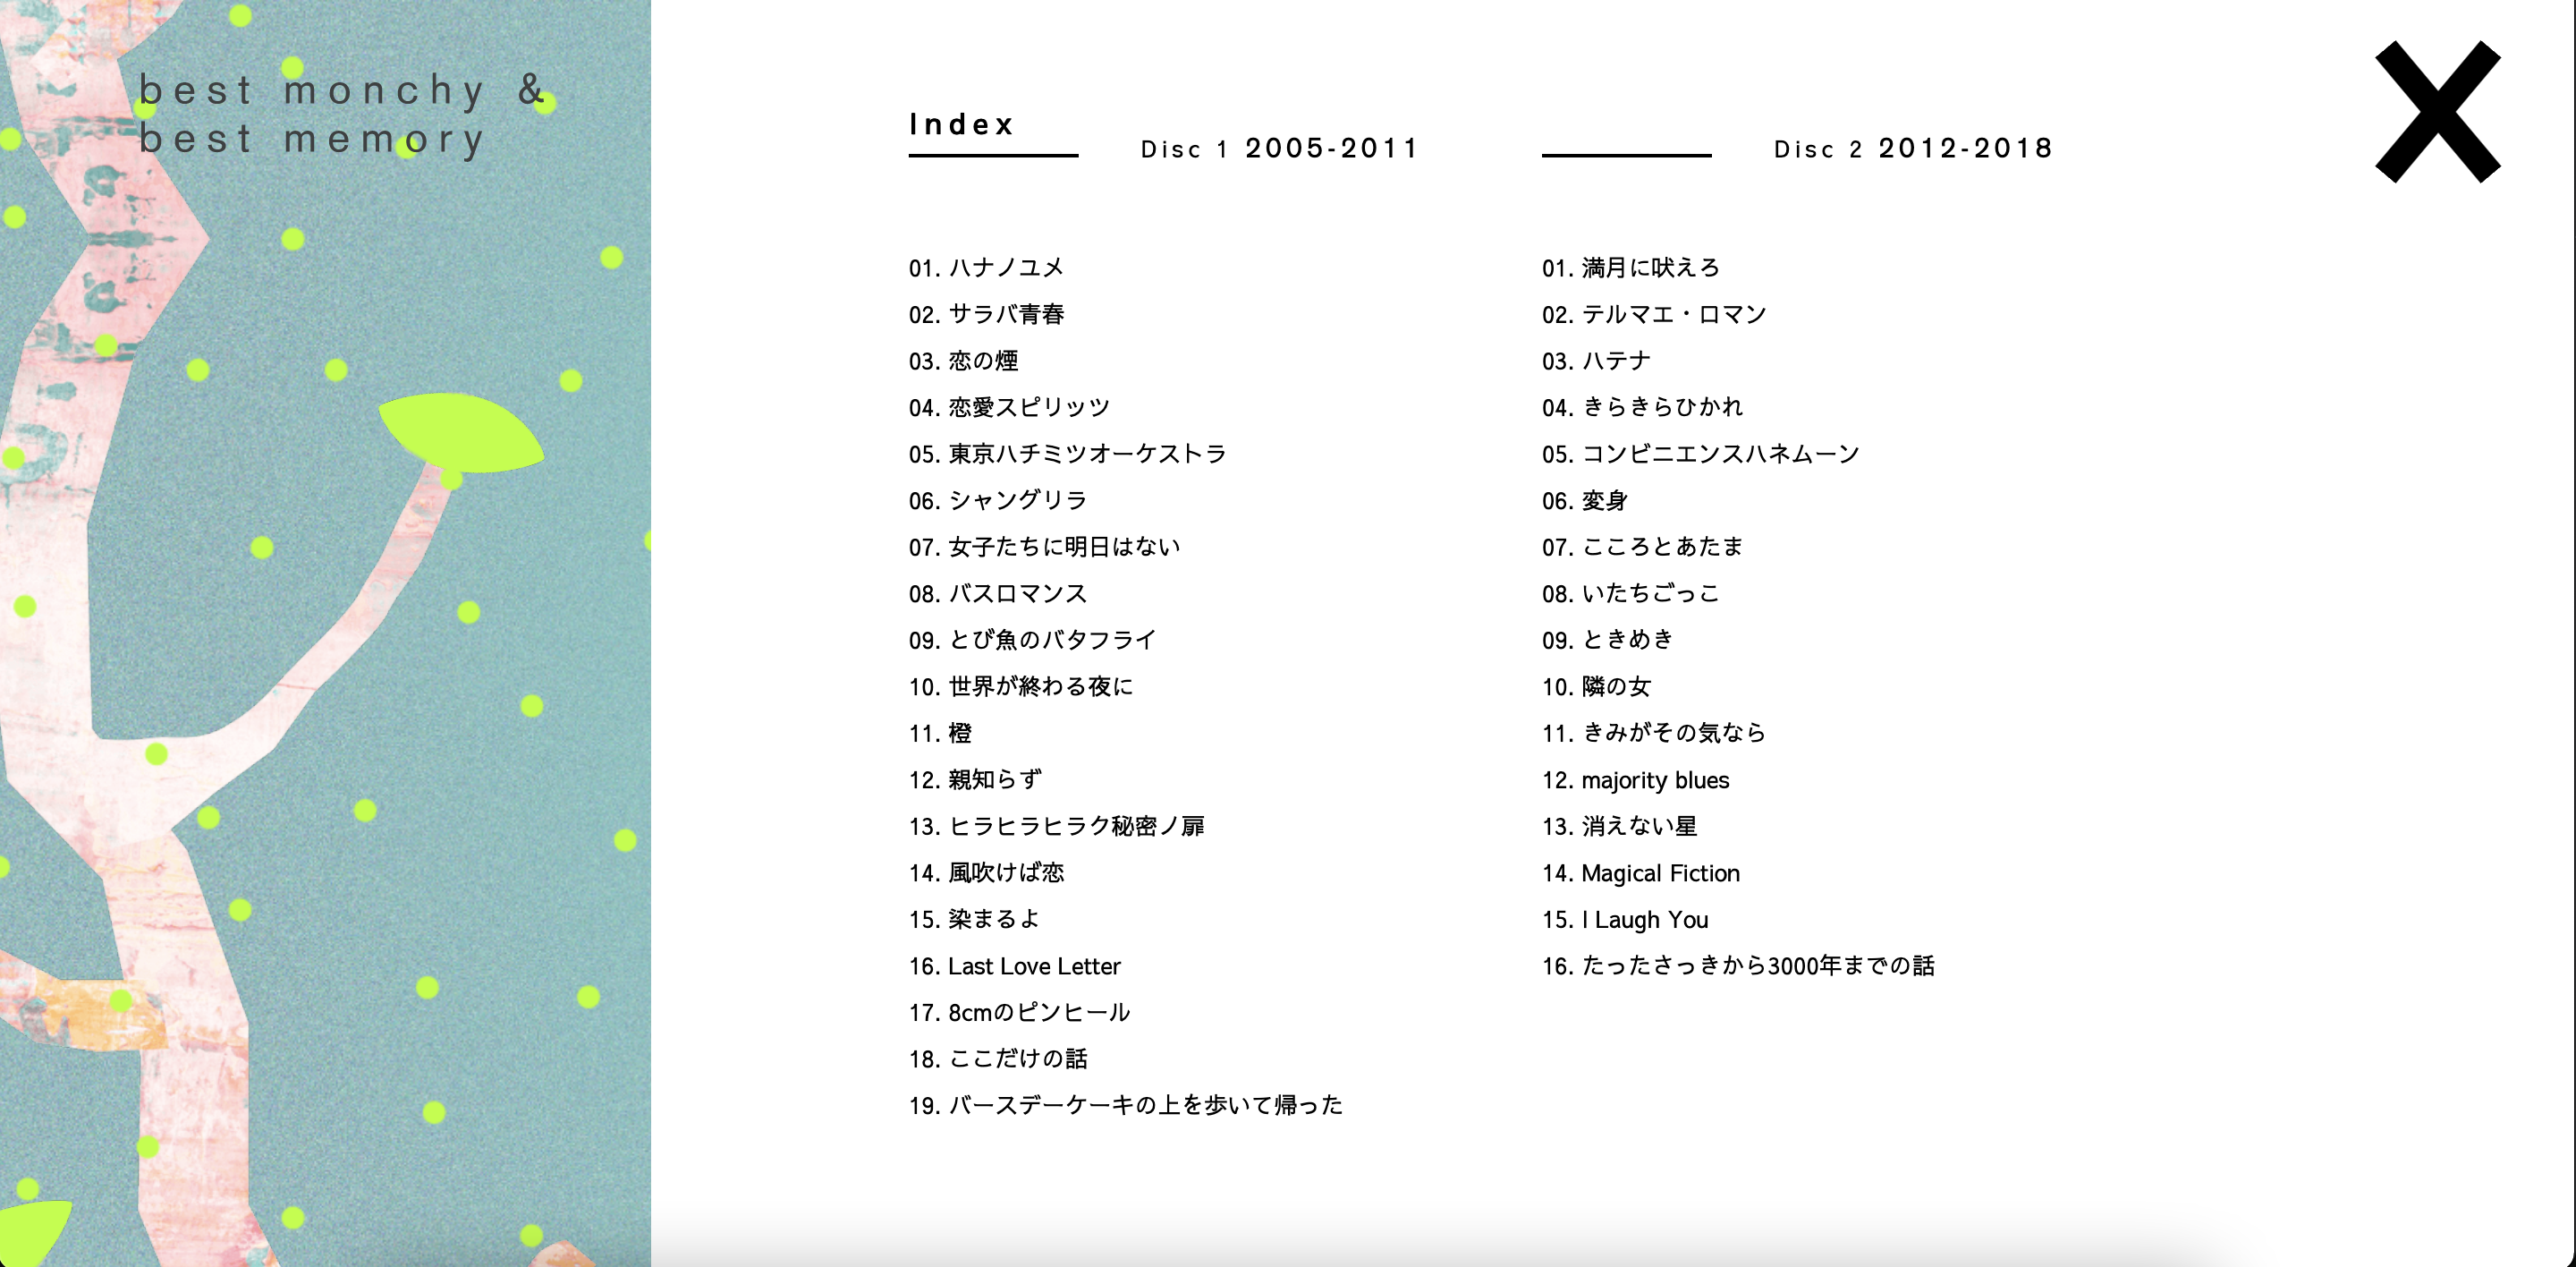 best monchy &
best memory
Index
Disc 1 2005-2011
01. ハナノユメ
02. サラバ青春
03. 恋の煙
04. 恋愛スピリッツ
05. 東京ハチミツオーケストラ
06. シャングリラ
07. 女子たちに明日はない
08. バスロマンス
09. とび魚のバタフライ
10. 世界が終わる夜に
11. 橙
12. 親知らず
13. ヒラヒラヒラク秘密ノ扉
14. 風吹けば恋
15. 染まるよ
16. Last Love Letter
17. 8cmのピンヒール
18. ここだけの話
19. バースデーケーキの上を歩いて帰った
Disc 2 2012-2018
01. 満月に吠えろ
02. テルマエ・ロマン
03. ハテナ
04. きらきらひかれ
05. コンビニエンスハネムーン
06. 変身
07. こころとあたま
08. いたちごっこ
09. ときめき
10. 隣の女
11. きみがその気なら
12. majority blues
13. 消えない星
14. Magical Fiction
15. I Laugh You
16. たったさっきから3000年までの話